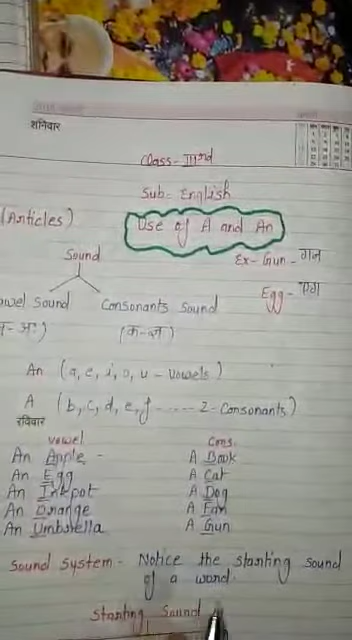 शनिवार
Class - IIIrd
Sub - English
(Articles)
Use of A and An
Sound
Ex - Gun - गन
Vowel Sound Consonants Sound
Egg - एग
- अः) (क - ज्ञ)
An (a, e, i, o, u - Vowels)
A (b, c, d, e, f ------ z - Consonants)
रविवार
Vowel Cons.
An Apple - A Book
An Egg A Cat
An Inkpot A Dog
An Orange A Fan
An Umbrella A Gun
Sound System - Notice the starting sound
of a word.
Starting Sound